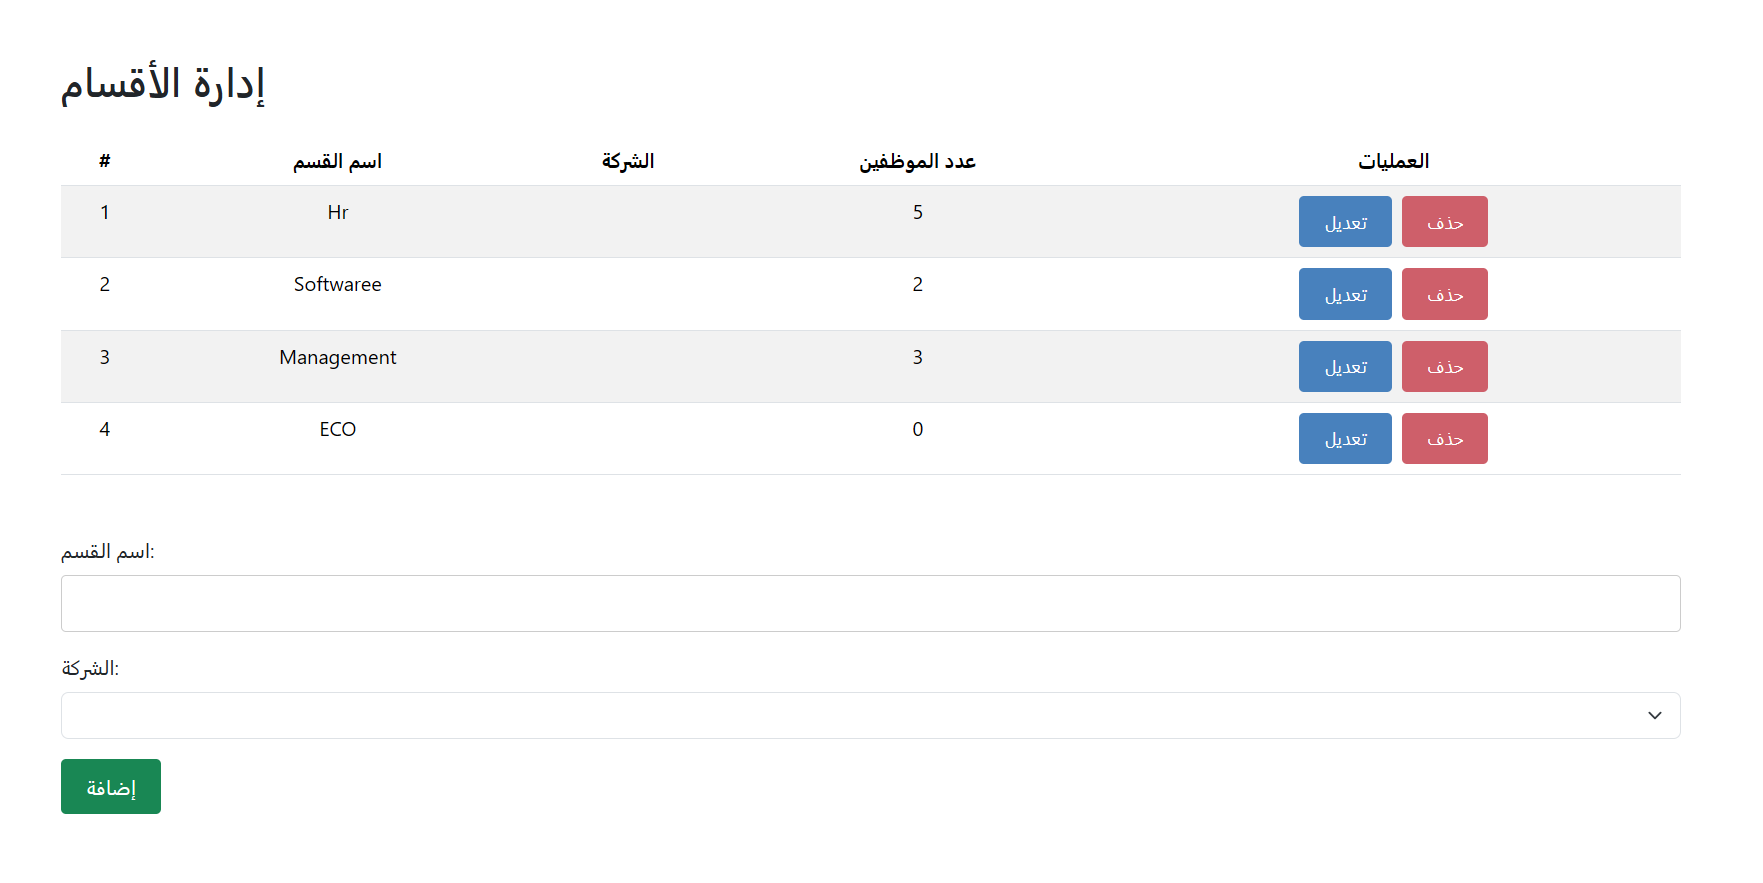 إدارة الأقسام
# اسم القسم الشركة عدد الموظفين العمليات
1 Hr 5 تعديل حذف
2 Softwaree 2 تعديل حذف
3 Management 3 تعديل حذف
4 ECO 0 تعديل حذف
اسم القسم:
الشركة:
إضافة